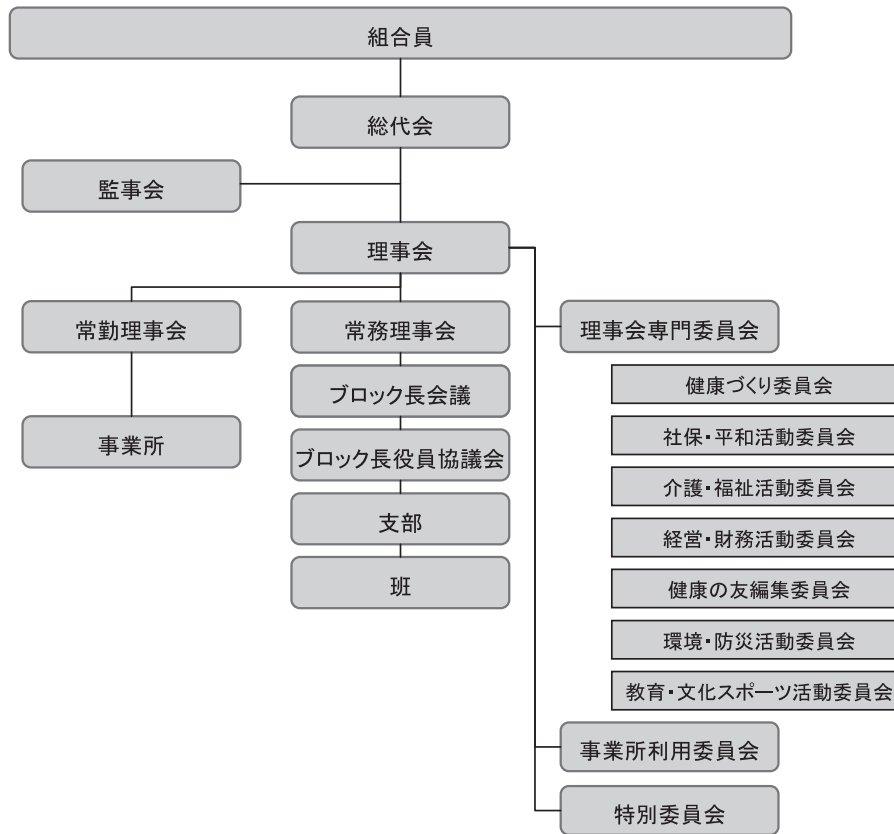 組合員
総代会
監事会
理事会
常勤理事会
常務理事会
理事会専門委員会
ブロック長会議
健康づくり委員会
事業所
ブロック長役員協議会
社保・平和活動委員会
介護・福祉活動委員会
支部
経営・財務活動委員会
班
健康の友編集委員会
環境・防災活動委員会
教育・文化スポーツ活動委員会
事業所利用委員会
特別委員会